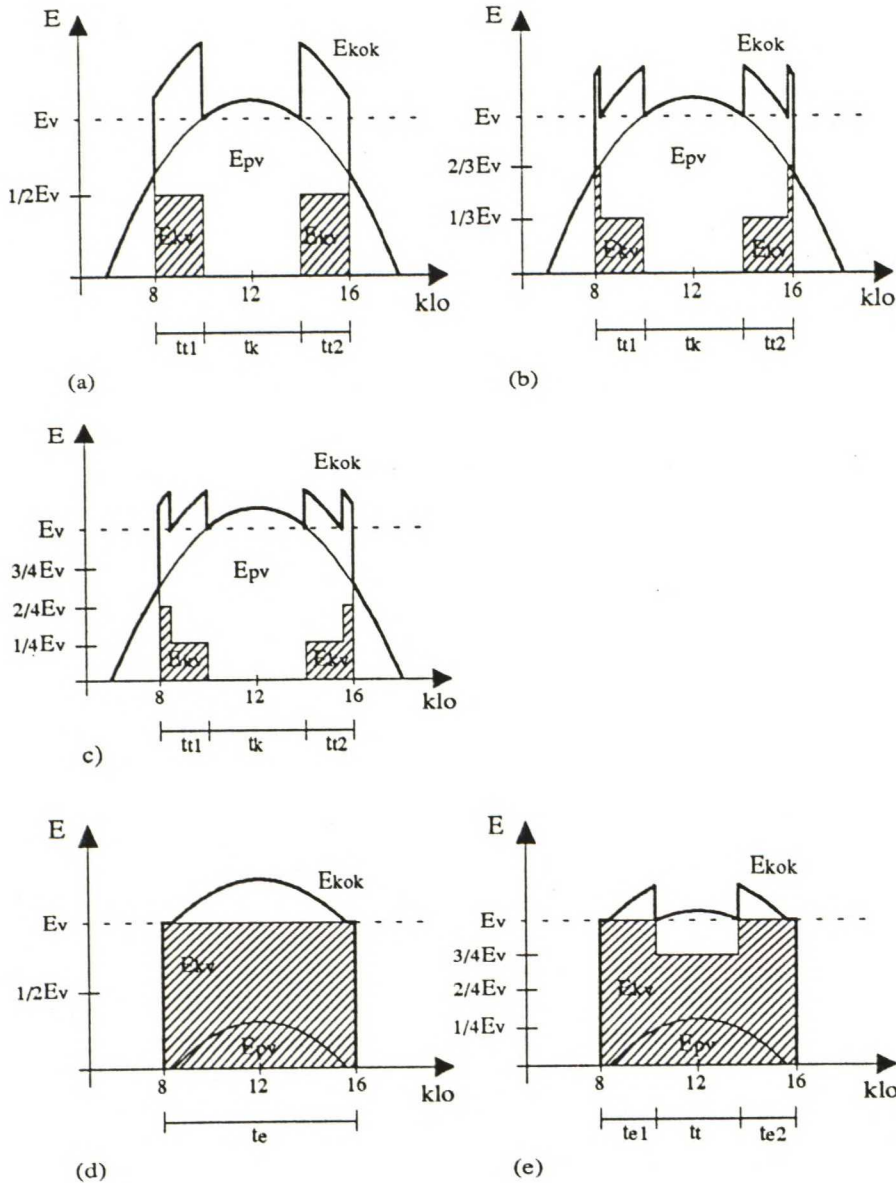 E
Ekok
Ev
Epv
1/2Ev
Ekv
8
12
16
klo
tt1
tk
tt2
(a)
E
Ekok
Ev
2/3Ev
Epv
1/3Ev
Ekv
Ekv
8
12
16
klo
tt1
tk
tt2
(b)
E
Ekok
Ev
3/4Ev
Epv
2/4Ev
1/4Ev
Ekv
8
12
16
klo
tt1
tk
tt2
c)
E
Ekok
Ev
Ekv
1/2Ev
Epv
8
12
16
klo
te
(d)
E
Ekok
Ev
3/4Ev
2/4Ev
Ekv
1/4Ev
Epv
8
12
16
klo
te1
tt
te2
(e)